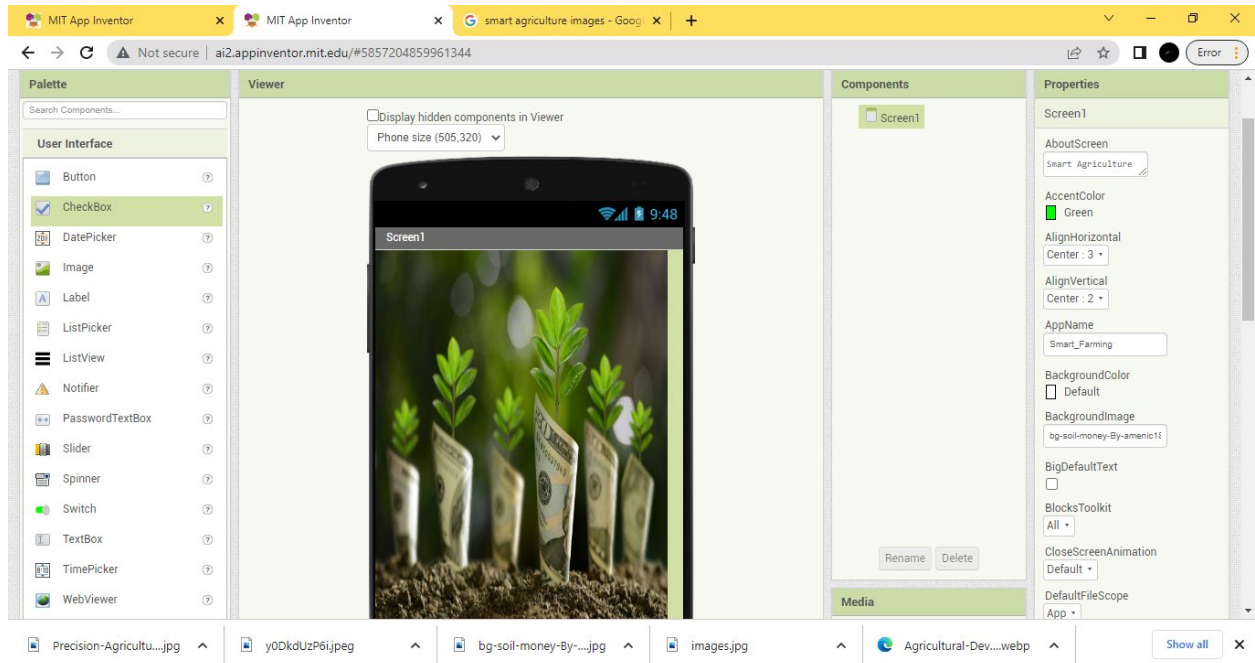 MIT App Inventor
MIT App Inventor
smart agriculture images - Goog
Not secure
ai2.appinventor.mit.edu/#5857204859961344
Error
Palette
Viewer
Components
Properties
Search Components...
User Interface
Button
CheckBox
DatePicker
Image
Label
ListPicker
ListView
Notifier
PasswordTextBox
Slider
Spinner
Switch
TextBox
TimePicker
WebViewer
Display hidden components in Viewer
Phone size (505,320)
9:48
Screen1
Screen1
Rename Delete
Media
Screen1
AboutScreen
Smart Agriculture
AccentColor
Green
AlignHorizontal
Center : 3
AlignVertical
Center : 2
AppName
Smart_Farming
BackgroundColor
Default
BackgroundImage
bg-soil-money-By-amenic18
BigDefaultText
BlocksToolkit
All
CloseScreenAnimation
Default
DefaultFileScope
App
Precision-Agricultu....jpg
y0DkdUzP6i.jpeg
bg-soil-money-By-....jpg
images.jpg
Agricultural-Dev....webp
Show all